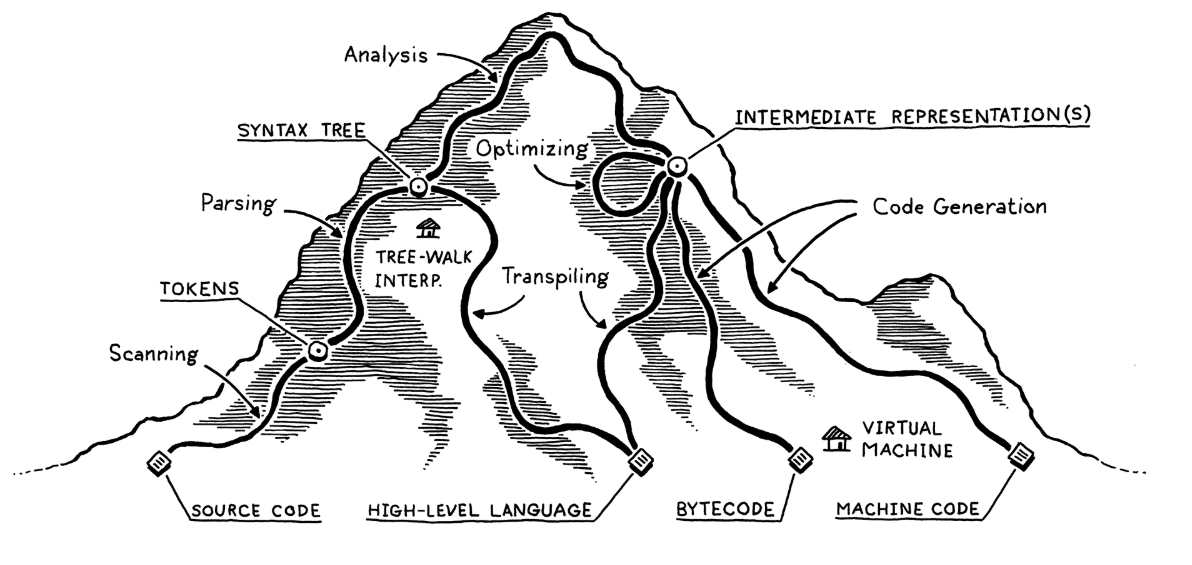 Analysis
INTERMEDIATE REPRESENTATION(S)
SYNTAX TREE
Optimizing
Parsing
Code Generation
TREE-WALK
INTERP.
Transpiling
TOKENS
Scanning
VIRTUAL
MACHINE
SOURCE CODE
HIGH-LEVEL LANGUAGE
BYTECODE
MACHINE CODE